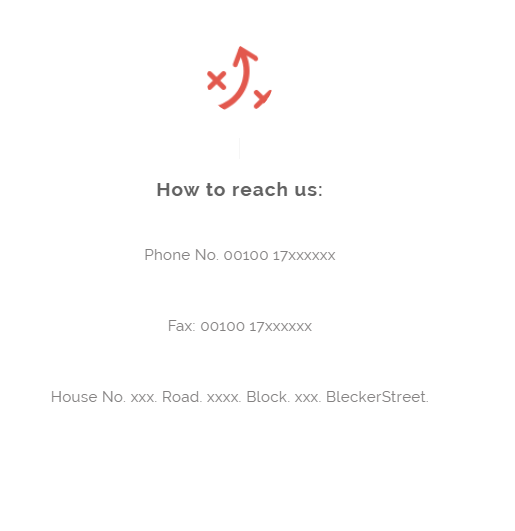 How to reach us:
Phone No. 00100 17xxxxxx
Fax: 00100 17xxxxxx
House No. xxx. Road. xxxx. Block. xxx. BleckerStreet.